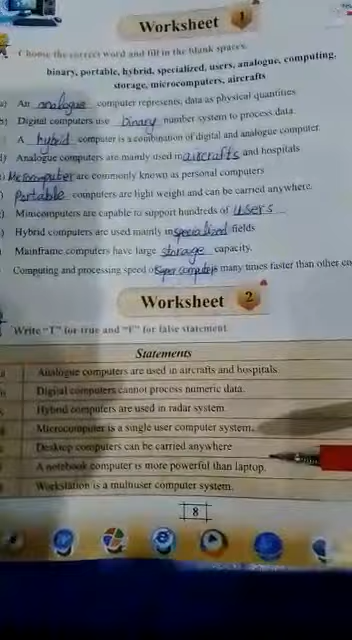 Worksheet 1
Choose the correct word and fill in the blank spaces.
binary, portable, hybrid, specialized, users, analogue, computing,
storage, microcomputers, aircrafts
a) An analogue computer represents, data as physical quantities
b) Digital computers use binary number system to process data.
A hybrid computer is a combination of digital and analogue computer.
d) Analogue computers are mainly used in aircrafts and hospitals
Microcomputer are commonly known as personal computers
Portable computers are light weight and can be carried anywhere.
Minicomputers are capable to support hundreds of users
Hybrid computers are used mainly in specialized fields
Mainframe computers have large storage capacity.
Computing and processing speed of Super computer is many times faster than other co
Worksheet 2
Write "T" for true and "F" for false statement.
Statements
Analogue computers are used in aircrafts and hospitals
Digital computers cannot process numeric data.
Hybrid computers are used in radar system
Microcomputer is a single user computer system.
Desktop computers can be carried anywhere
A notebook computer is more powerful than laptop.
Workstation is a multiuser computer system.
8